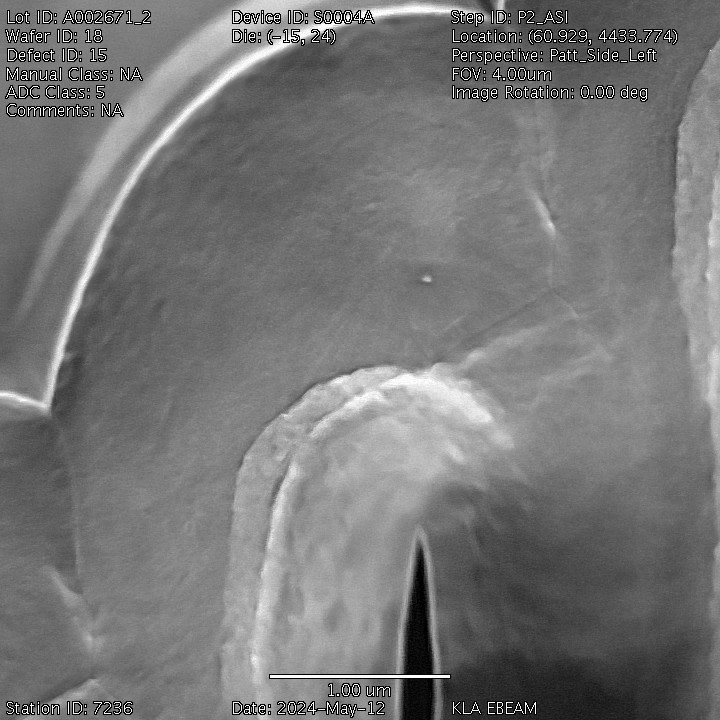 Lot ID: A002671_2
Wafer ID: 18
Defect ID: 15
Manual Class: NA
ADC Class: 5
Comments: NA
Device ID: S0004A
Die: (-15, 24)
Step ID: P2_ASI
Location: (60.929, 4433.774)
Perspective: Patt_Side_Left
FOV: 4.00um
Image Rotation: 0.00 deg
1.00 um
Station ID: 7236
Date: 2024-May-12
KLA EBEAM